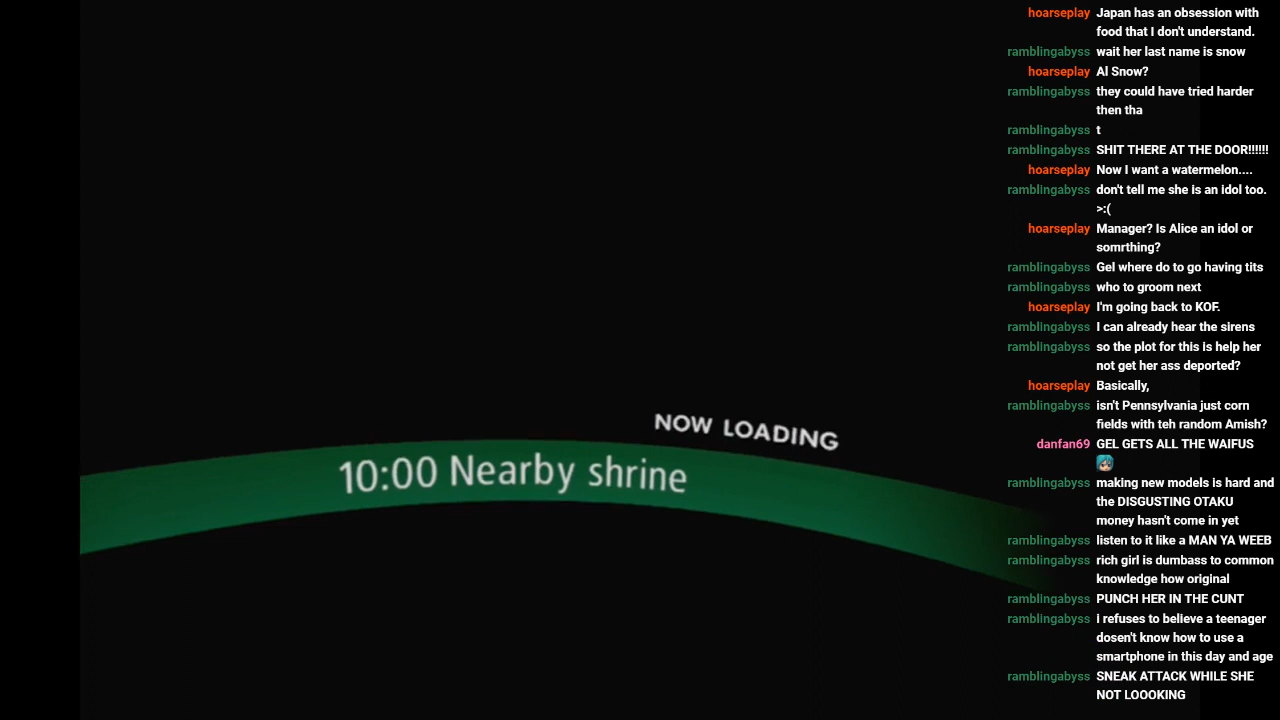 hoarseplay Japan has an obsession with
food that I don't understand.
ramblingabyss wait her last name is snow
hoarseplay Al Snow?
ramblingabyss they could have tried harder
then tha
ramblingabyss t
ramblingabyss SHIT THERE AT THE DOOR!!!!!!
hoarseplay Now I want a watermelon....
ramblingabyss don't tell me she is an idol too.
>:(
hoarseplay Manager? Is Alice an idol or
somrthing?
ramblingabyss Gel where do to go having tits
ramblingabyss who to groom next
hoarseplay I'm going back to KOF.
ramblingabyss I can already hear the sirens
ramblingabyss so the plot for this is help her
not get her ass deported?
hoarseplay Basically,
ramblingabyss isn't Pennsylvania just corn
fields with teh random Amish?
danfan69 GEL GETS ALL THE WAIFUS
ramblingabyss making new models is hard and
the DISGUSTING OTAKU
money hasn't come in yet
ramblingabyss listen to it like a MAN YA WEEB
ramblingabyss rich girl is dumbass to common
knowledge how original
ramblingabyss PUNCH HER IN THE CUNT
ramblingabyss i refuses to believe a teenager
dosen't know how to use a
smartphone in this day and age
ramblingabyss SNEAK ATTACK WHILE SHE
NOT LOOOKING
NOW LOADING
10:00 Nearby shrine